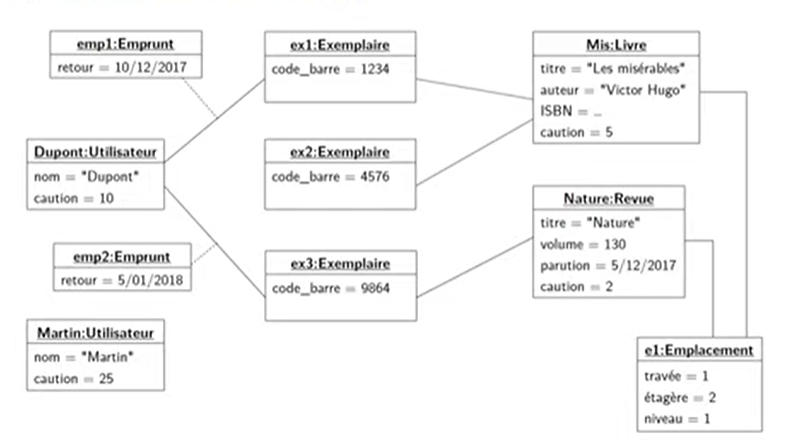 emp1:Emprunt
retour = 10/12/2017
ex1:Exemplaire
code_barre = 1234
Mis:Livre
titre = "Les misérables"
auteur = "Victor Hugo"
ISBN = ...
caution = 5
Dupont:Utilisateur
nom = "Dupont"
caution = 10
ex2:Exemplaire
code_barre = 4576
Nature:Revue
titre = "Nature"
volume = 130
parution = 5/12/2017
caution = 2
emp2:Emprunt
retour = 5/01/2018
ex3:Exemplaire
code_barre = 9864
Martin:Utilisateur
nom = "Martin"
caution = 25
e1:Emplacement
travée = 1
étagère = 2
niveau = 1